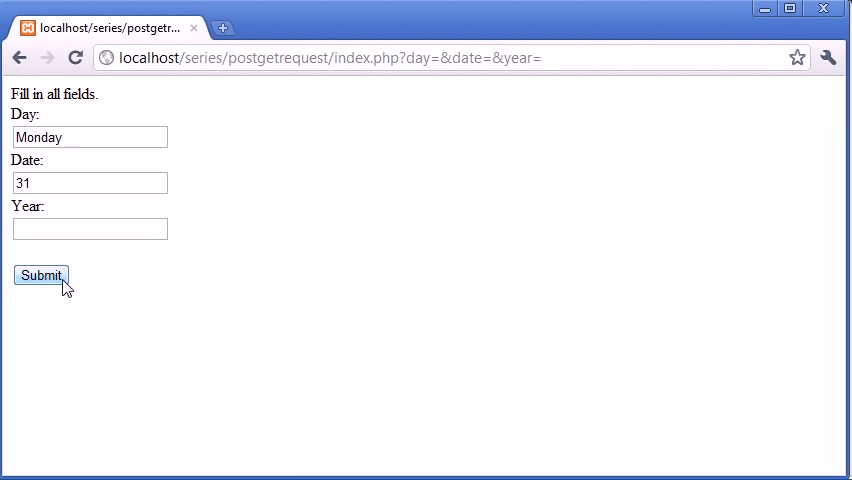 localhost/series/postgetr...
localhost/series/postgetrequest/index.php?day=&date=&year=
Fill in all fields.
Day:
Monday
Date:
31
Year:
Submit